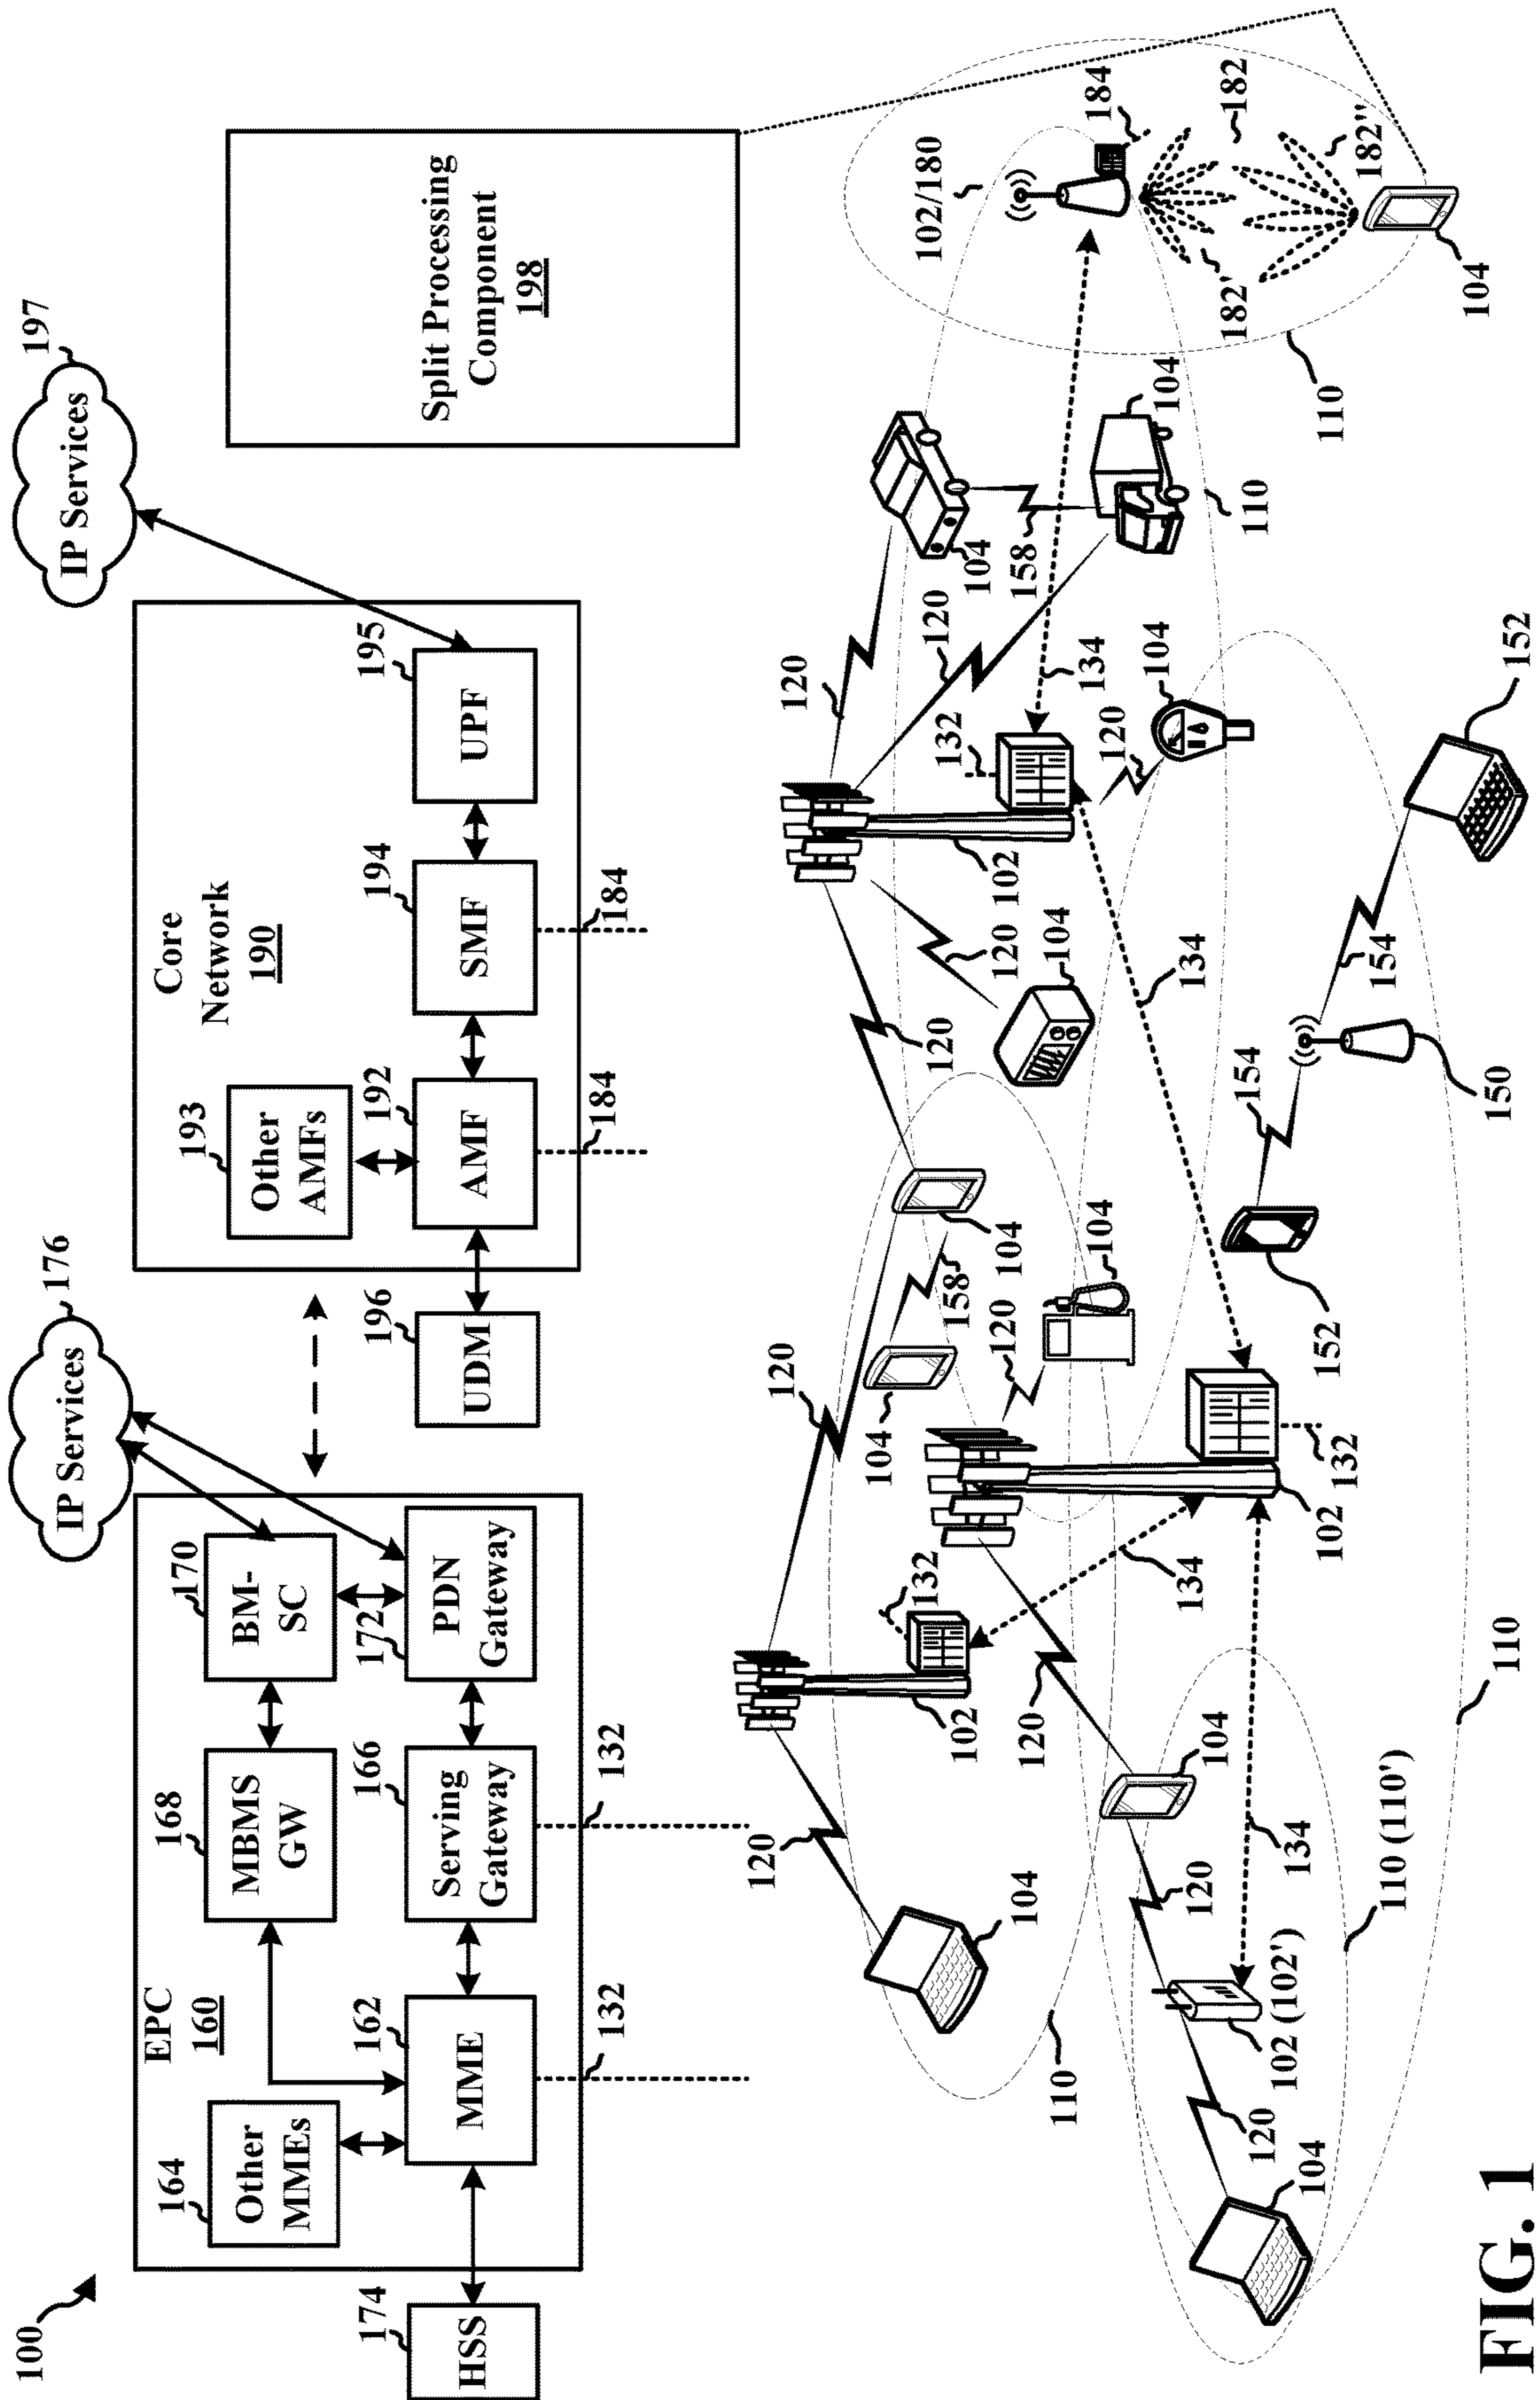 100
174
HSS
EPC
160
164
Other
MMEs
162
MME
132
168
MBMS
GW
166
Serving
Gateway
132
170
BM-
SC
172
PDN
Gateway
176
IP Services
196
UDM
Core
Network
190
193
Other
AMFs
192
AMF
184
194
SMF
184
195
UPF
197
IP Services
Split Processing
Component
198
120
104
110
102
132
134
120
120
104
158
104
120
104
120
104
120
102
132
134
120
104
120
120
104
158
104
110
102/180
184
182
182'
182"
104
110
120
104
102 (102')
120
104
120
134
134
102
132
134
152
154
150
154
152
110 (110')
110
FIG. 1